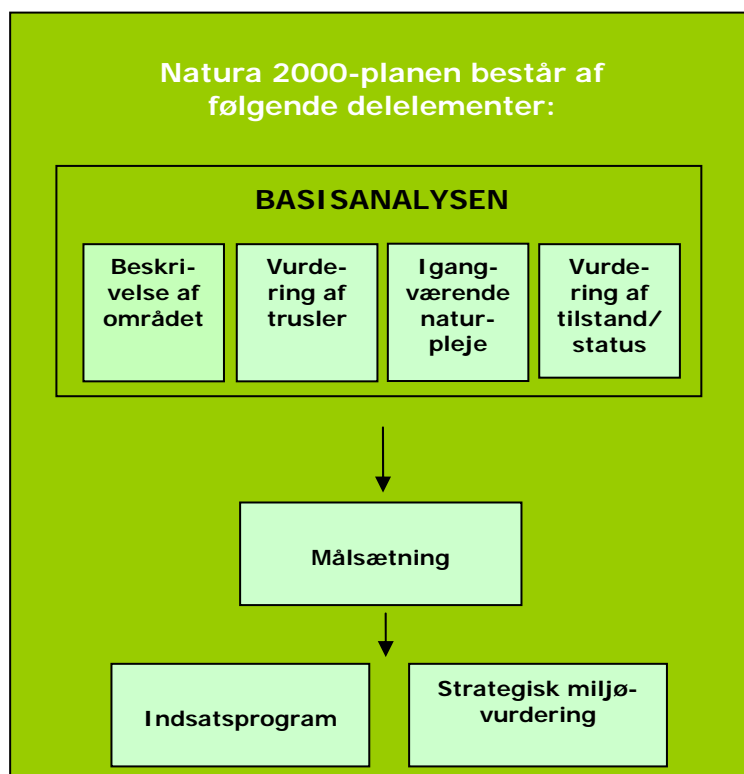 Natura 2000-planen består af
følgende delelementer:
BASISANALYSEN
Beskri-
velse af
området
Vurde-
ring af
trusler
Igang-
værende
natur-
pleje
Vurde-
ring af
tilstand/
status
Målsætning
Indsatsprogram
Strategisk miljø-
vurdering